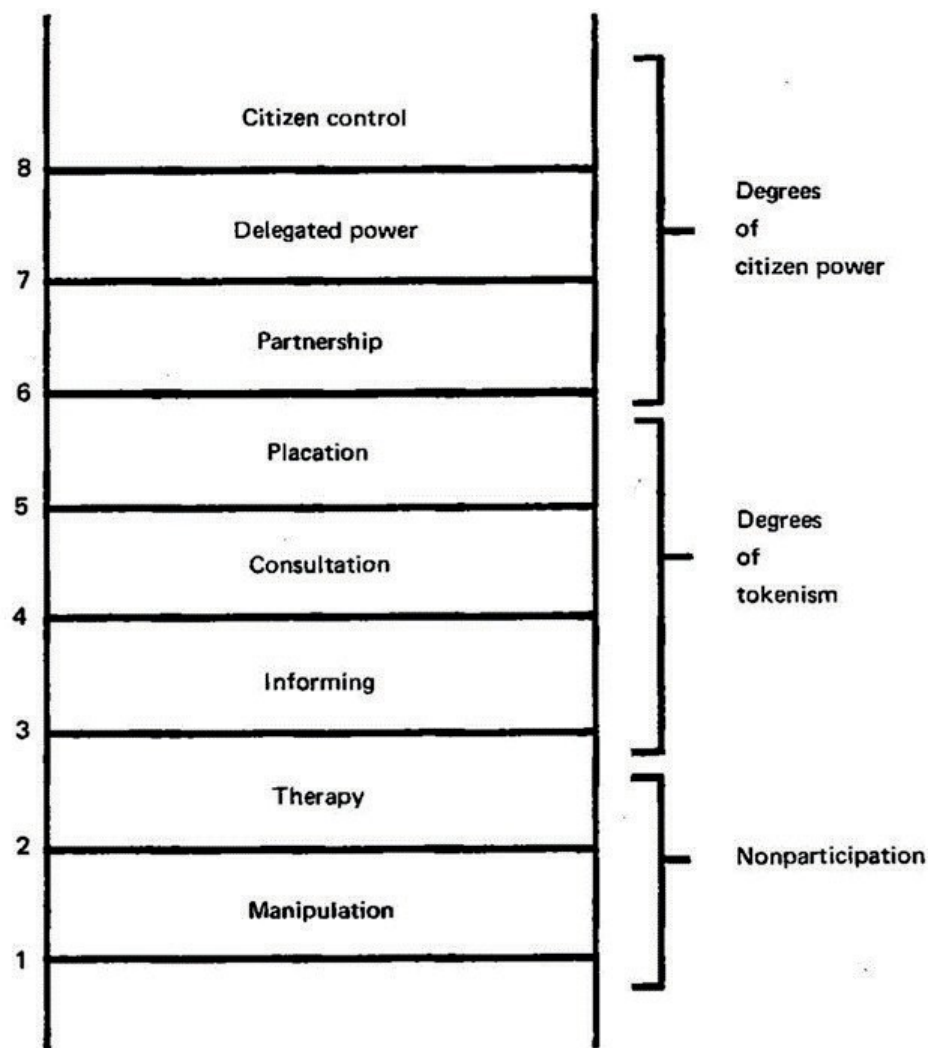 Citizen control
8
Delegated power
7
Partnership
6
Placation
5
Consultation
4
Informing
3
Therapy
2
Manipulation
1
Degrees
of
citizen power
Degrees
of
tokenism
Nonparticipation